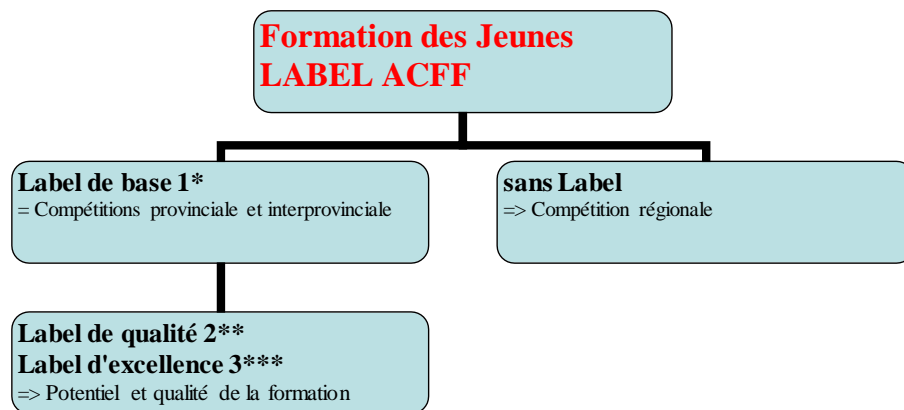 Formation des Jeunes
LABEL ACFF
Label de base 1*
= Compétitions provinciale et interprovinciale
sans Label
=> Compétition régionale
Label de qualité 2**
Label d'excellence 3***
=> Potentiel et qualité de la formation